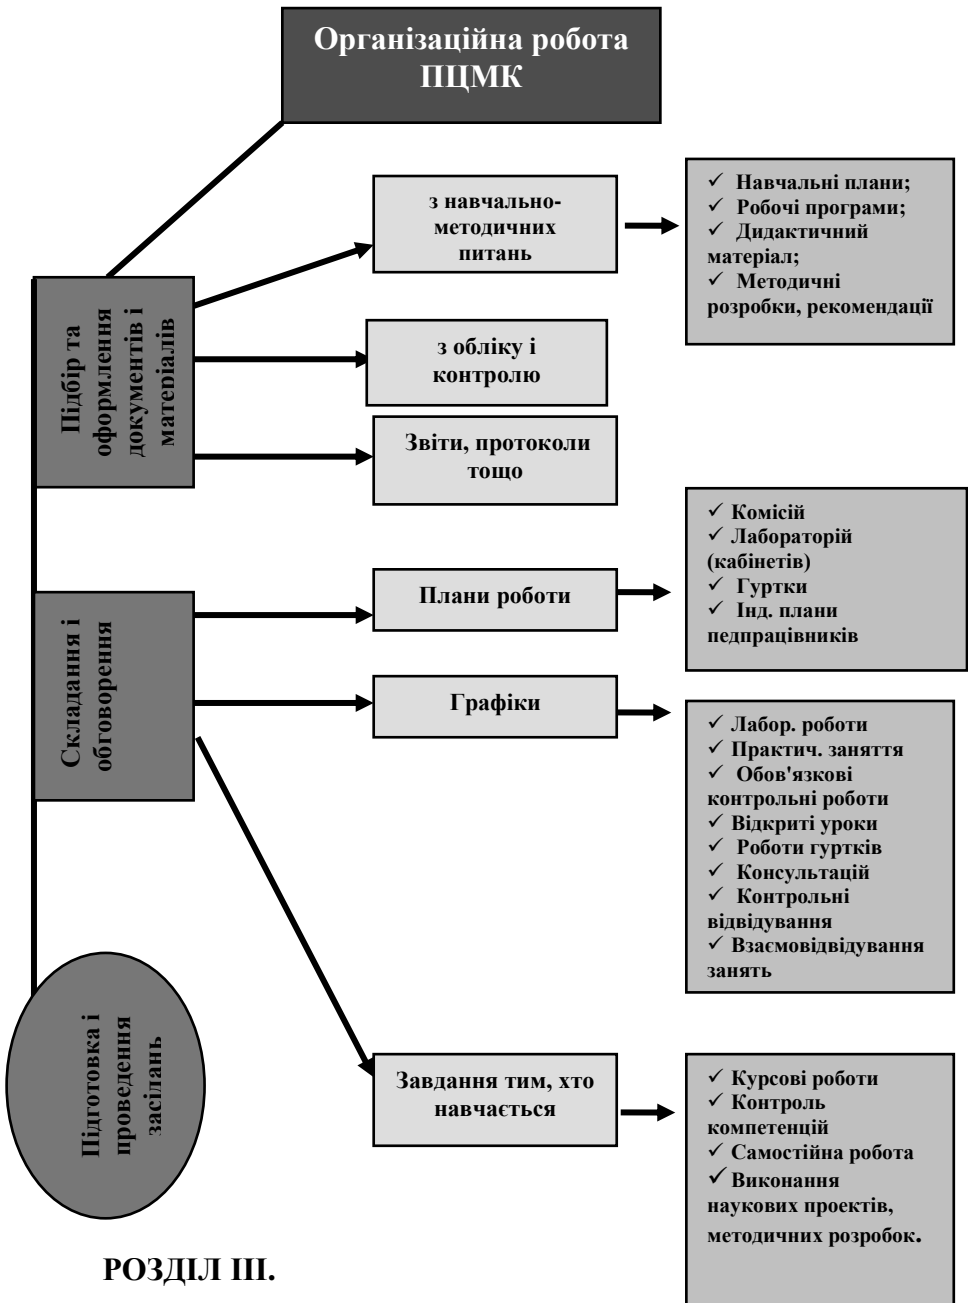 Організаційна робота
ПЦМК
Підбір та
оформлення
документів і
матеріалів
з навчально-
методичних
питань
✓ Навчальні плани;
✓ Робочі програми;
✓ Дидактичний
матеріал;
✓ Методичні
розробки, рекомендації
з обліку і
контролю
Звіти, протоколи
тощо
Складання і
обговорення
Плани роботи
✓ Комісій
✓ Лабораторій
(кабінетів)
✓ Гуртки
✓ Інд. плани
педпрацівників
Графіки
✓ Лабор. роботи
✓ Практич. заняття
✓ Обов'язкові
контрольні роботи
✓ Відкриті уроки
✓ Роботи гуртків
✓ Консультацій
✓ Контрольні
відвідування
✓ Взаємовідвідування
занять
Підготовка і
проведення
засідань
Завдання тим, хто
навчається
✓ Курсові роботи
✓ Контроль
компетенцій
✓ Самостійна робота
✓ Виконання
наукових проектів,
методичних розробок.
РОЗДІЛ ІІІ.